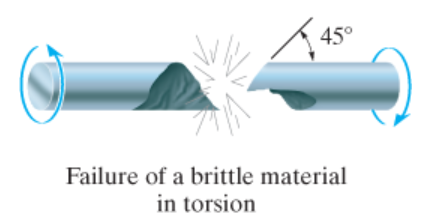 45°
Failure of a brittle material
in torsion